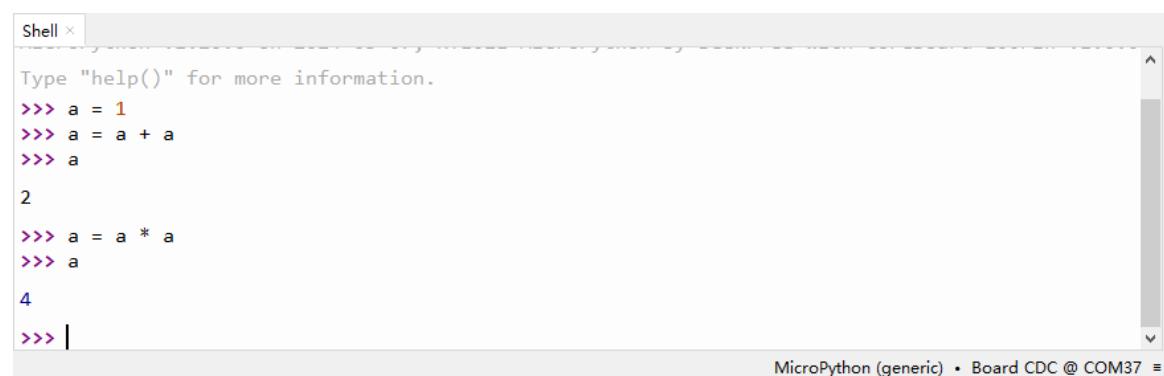 Shell ×
Type "help()" for more information.
>>> a = 1
>>> a = a + a
>>> a
2
>>> a = a * a
>>> a
4
>>>
MicroPython (generic) • Board CDC @ COM37 ≡